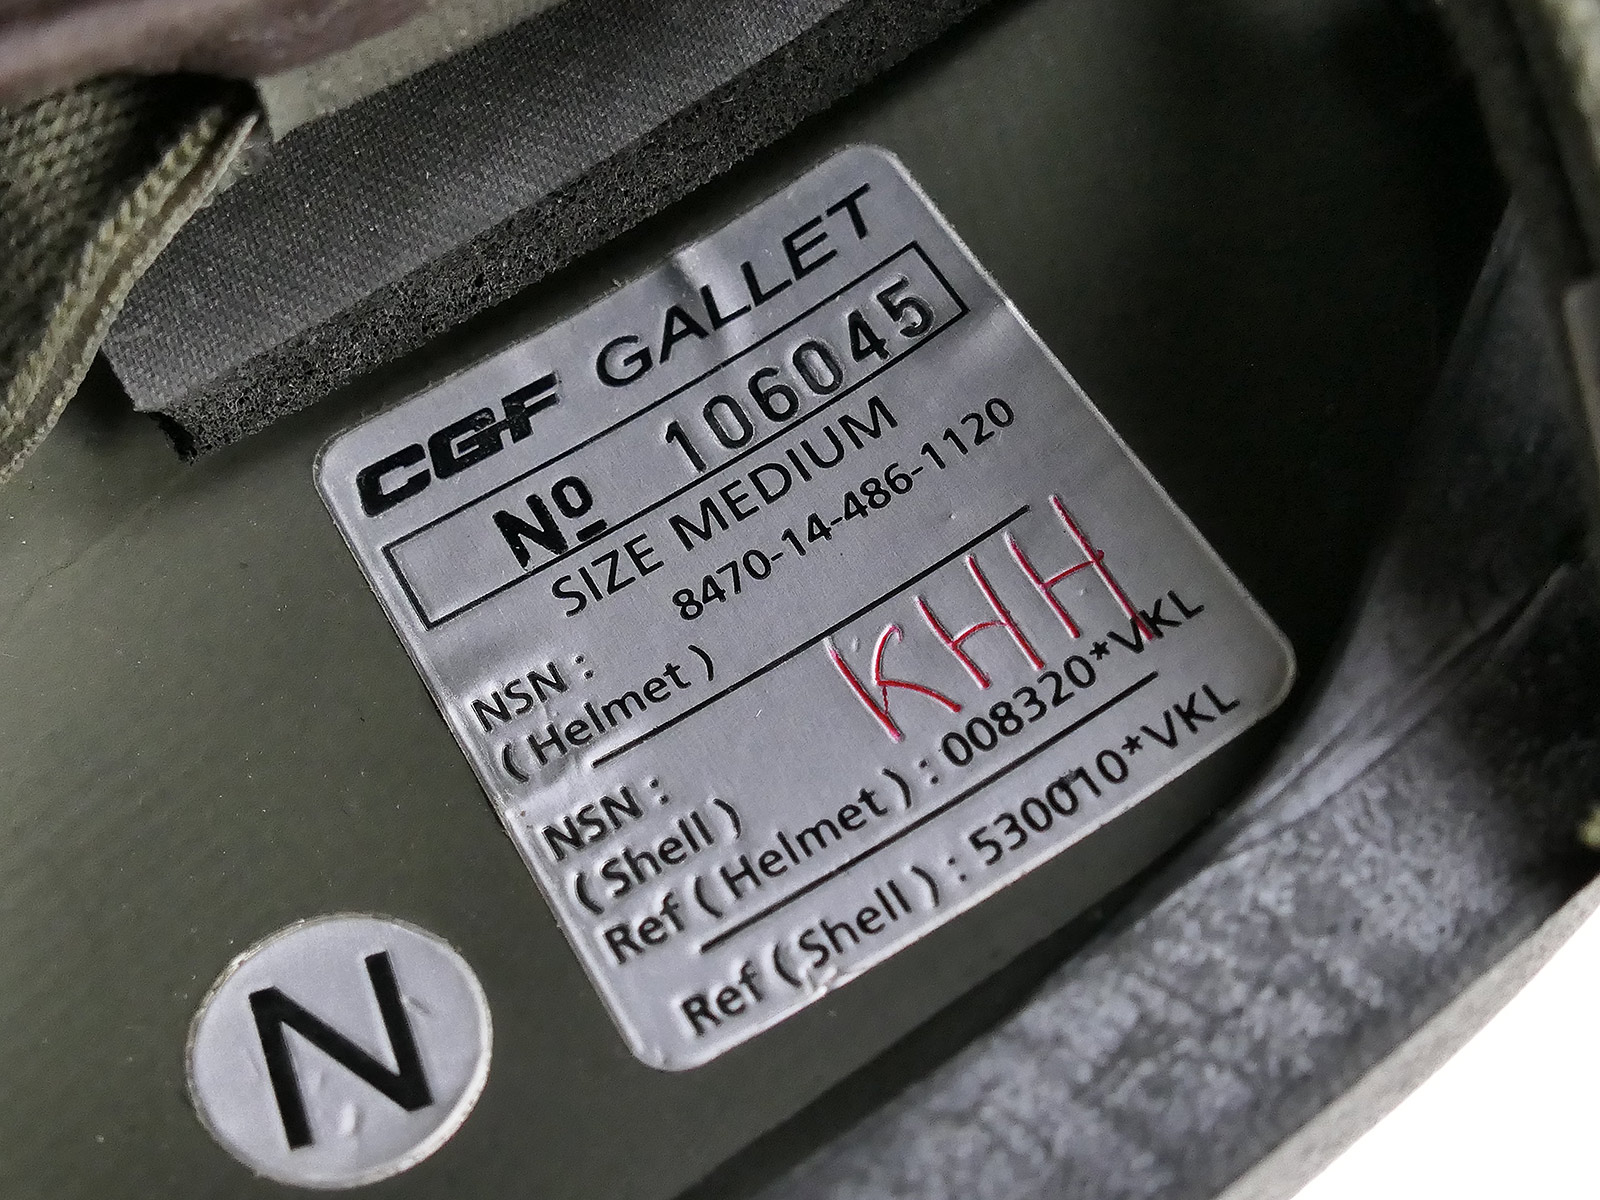 CGF GALLET
Nº 106045
SIZE MEDIUM
NSN : 8470-14-486-1120
(Helmet)
KHH
NSN :
(Shell)
Ref (Helmet) : 008320*VKL
Ref (Shell) : 530010*VKL
N